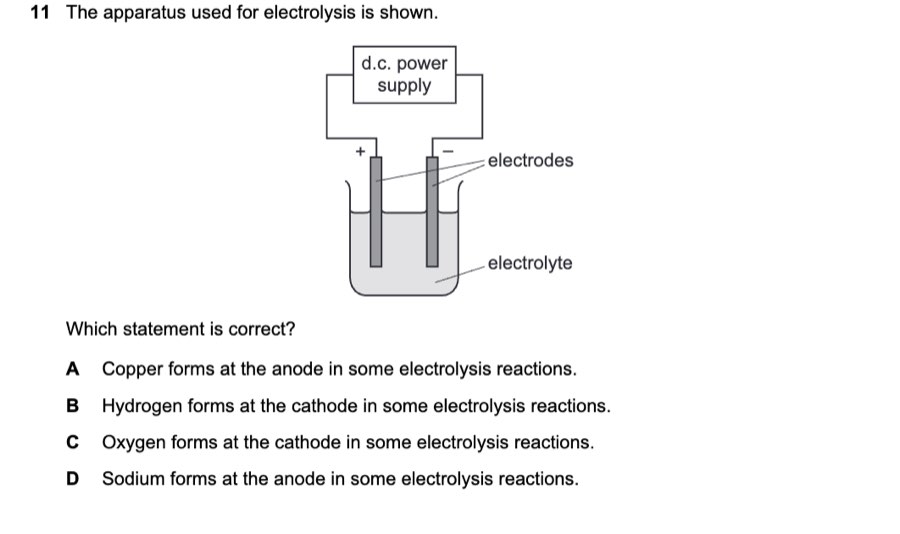 11 The apparatus used for electrolysis is shown.
d.c. power
supply
+
–
electrodes
electrolyte
Which statement is correct?
A Copper forms at the anode in some electrolysis reactions.
B Hydrogen forms at the cathode in some electrolysis reactions.
C Oxygen forms at the cathode in some electrolysis reactions.
D Sodium forms at the anode in some electrolysis reactions.